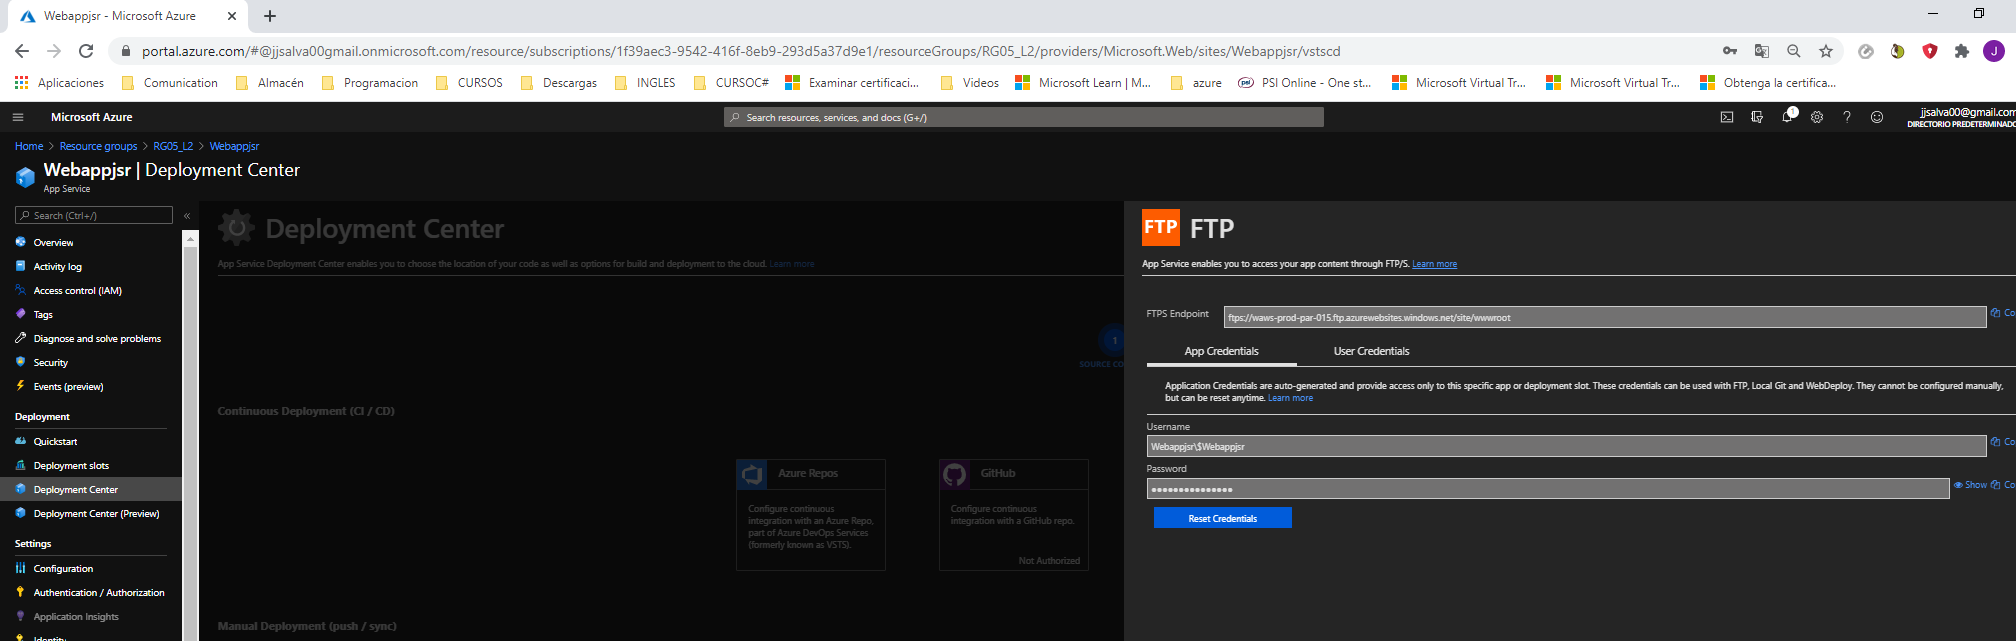 Webappjsr - Microsoft Azure
portal.azure.com/#@jjsalva00gmail.onmicrosoft.com/resource/subscriptions/1f39aec3-9542-416f-8eb9-293d5a37d9e1/resourceGroups/RG05_L2/providers/Microsoft.Web/sites/Webappjsr/vstscd
J
Aplicaciones Comunication Almacén Programacion CURSOS Descargas INGLES CURSOC# Examinar certificaci... Videos Microsoft Learn | M... azure psi PSI Online - One st... Microsoft Virtual Tr... Microsoft Virtual Tr... Obtenga la certifica...
Microsoft Azure
Search resources, services, and docs (G+/)
1
jjsalva00@gmail.com
DIRECTORIO PREDETERMINADO
Home > Resource groups > RG05_L2 > Webappjsr
Webappjsr | Deployment Center
App Service
Search (Ctrl+/)
«
Overview
Activity log
Access control (IAM)
Tags
Diagnose and solve problems
Security
Events (preview)
Deployment
Quickstart
Deployment slots
Deployment Center
Deployment Center (Preview)
Settings
Configuration
Authentication / Authorization
Application Insights
Identity
Deployment Center
App Service Deployment Center enables you to choose the location of your code as well as options for build and deployment to the cloud. Learn more
1
SOURCE CO
Continuous Deployment (CI / CD)
Azure Repos
Configure continuous
integration with an Azure Repo,
part of Azure DevOps Services
(formerly known as VSTS).
GitHub
Configure continuous
integration with a GitHub repo.
Not Authorized
Manual Deployment (push / sync)
FTP FTP
App Service enables you to access your app content through FTP/S. Learn more
FTPS Endpoint
ftps://waws-prod-par-015.ftp.azurewebsites.windows.net/site/wwwroot
Co
App Credentials User Credentials
Application Credentials are auto-generated and provide access only to this specific app or deployment slot. These credentials can be used with FTP, Local Git and WebDeploy. They cannot be configured manually,
but can be reset anytime. Learn more
Username
Webappjsr\$Webappjsr
Co
Password
•••••••••••••••
Show Co
Reset Credentials